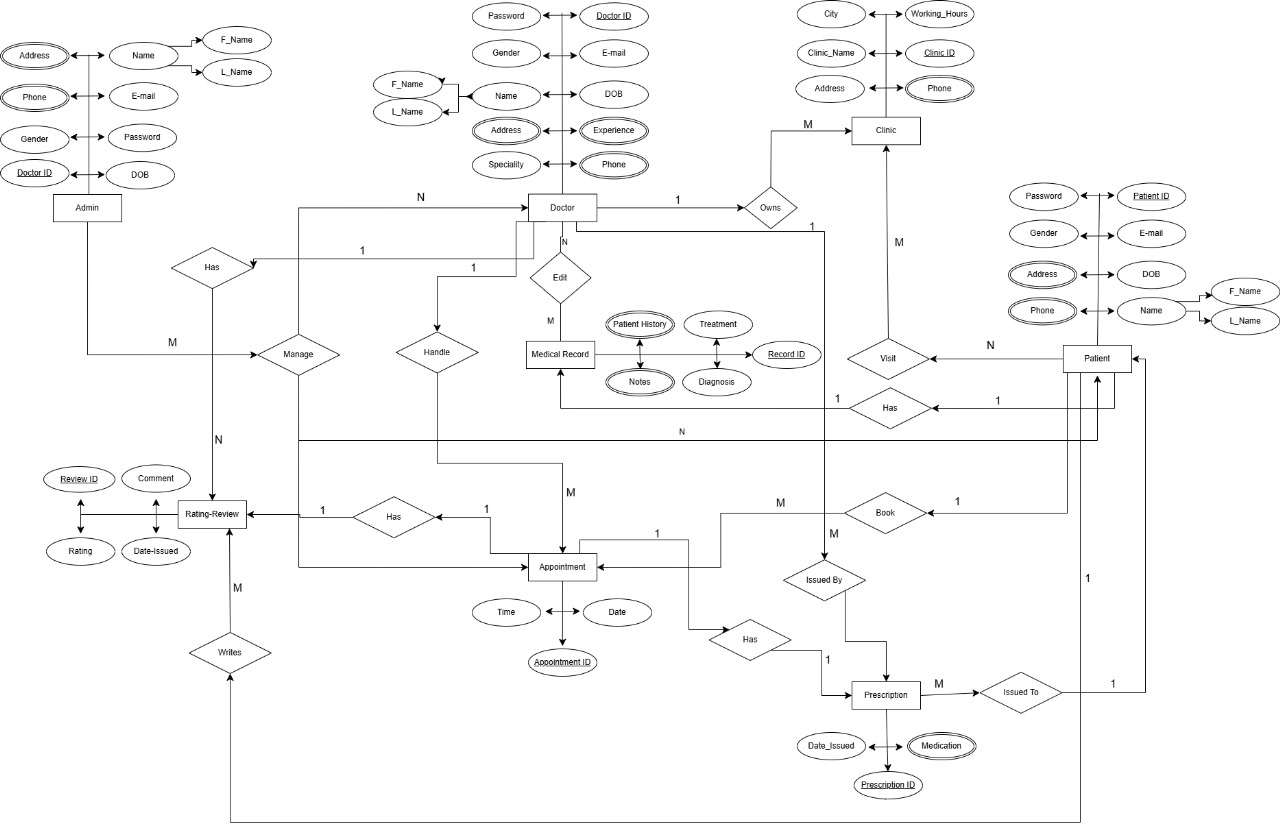 Password
Doctor ID
City
Working_Hours
F_Name
Address
Name
Gender
E-mail
Clinic_Name
Clinic ID
L_Name
F_Name
Phone
E-mail
Name
DOB
Address
Phone
L_Name
Gender
Password
Address
Experience
M
Clinic
Doctor ID
DOB
Speciality
Phone
Admin
N
Doctor
1
Owns
Password
Patient ID
1
Gender
E-mail
M
N
1
Has
1
Edit
Address
DOB
F_Name
Phone
Name
L_Name
M
Patient History
Treatment
M
Manage
Handle
Medical Record
Record ID
Visit
N
Patient
Notes
Diagnosis
1
Has
1
N
N
Review ID
Comment
M
Rating-Review
1
Has
1
M
Book
1
1
M
Rating
Date-Issued
Appointment
Issued By
1
M
Time
Date
Has
Writes
Appointment ID
1
Prescription
M
Issued To
1
Date_Issued
Medication
Prescription ID